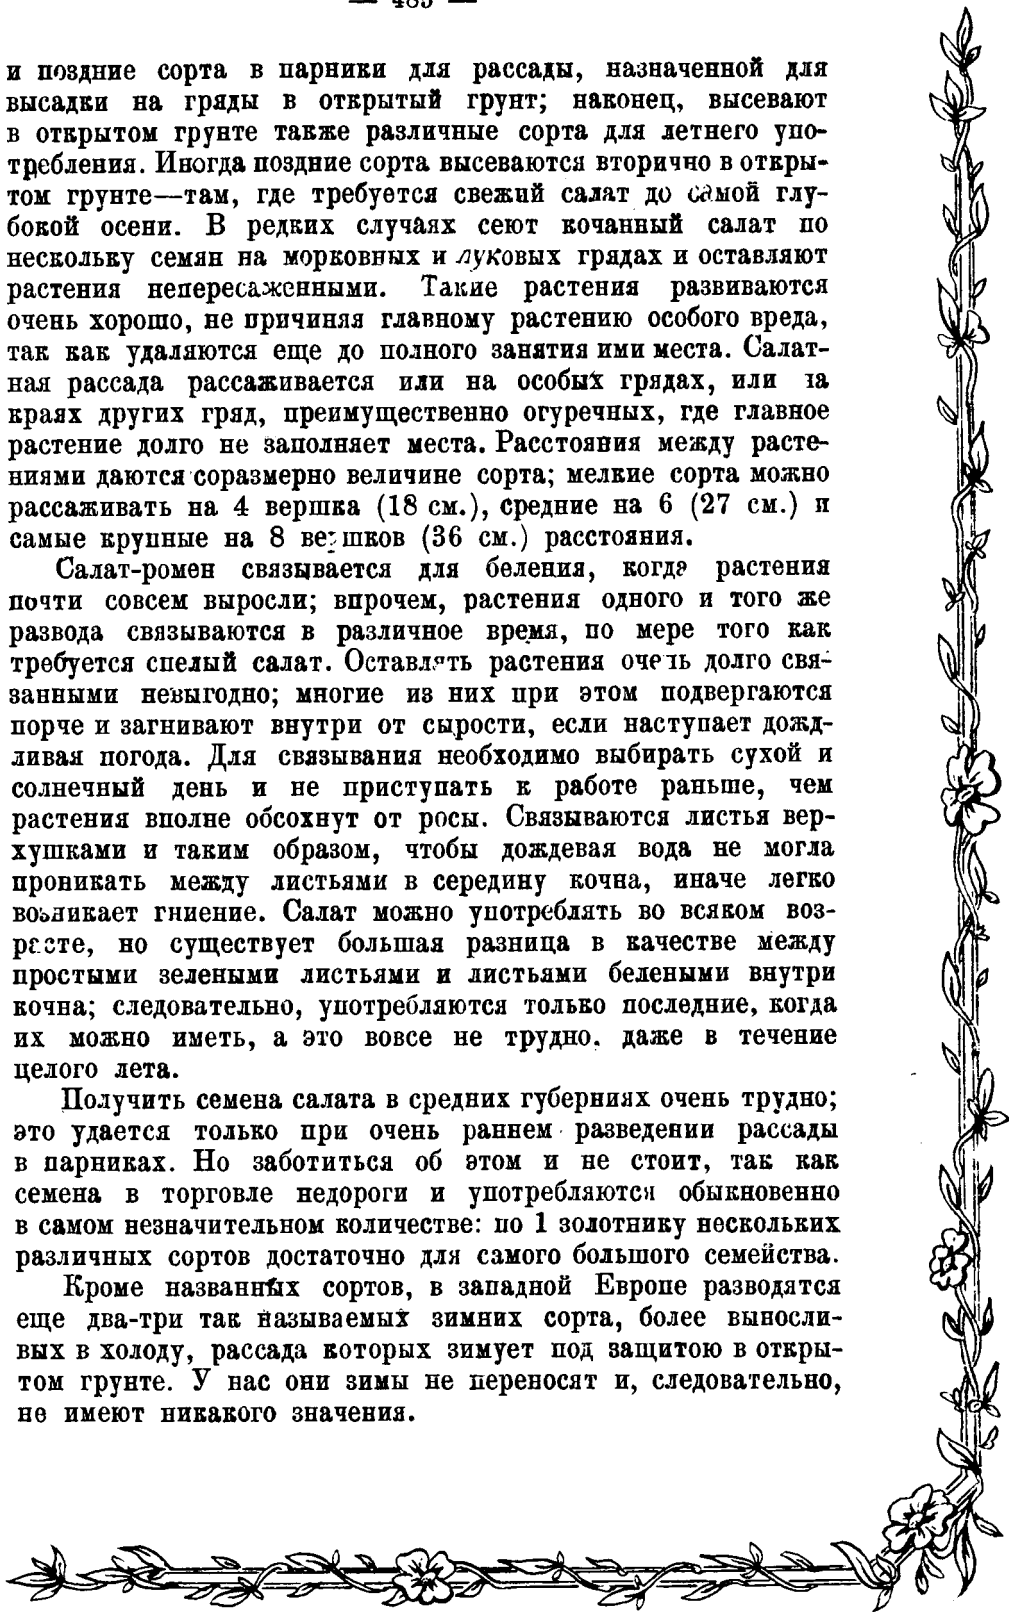 и поздние сорта в парники для рассады, назначенной для
высадки на гряды в открытый грунт; наконец, высевают
в открытом грунте также различные сорта для летнего упо-
требления. Иногда поздние сорта высеваются вторично в откры-
том грунте—там, где требуется свежий салат до самой глу-
бокой осени. В редких случаях сеют кочанный салат по
нескольку семян на морковных и луковых грядах и оставляют
растения непересаженными. Такие растения развиваются
очень хорошо, не причиняя главному растению особого вреда,
так как удаляются еще до полного занятия ими места. Салат-
ная рассада рассаживается или на особых грядах, или на
краях других гряд, преимущественно огуречных, где главное
растение долго не заполняет места. Расстояния между расте-
ниями даются соразмерно величине сорта; мелкие сорта можно
рассаживать на 4 вершка (18 см.), средние на 6 (27 см.) и
самые крупные на 8 вершков (36 см.) расстояния.
Салат-ромен связывается для беления, когда растения
почти совсем выросли; впрочем, растения одного и того же
развода связываются в различное время, по мере того как
требуется спелый салат. Оставлять растения очень долго свя-
занными невыгодно; многие из них при этом подвергаются
порче и загнивают внутри от сырости, если наступает дожд-
ливая погода. Для связывания необходимо выбирать сухой и
солнечный день и не приступать к работе раньше, чем
растения вполне обсохнут от росы. Связываются листья вер-
хушками и таким образом, чтобы дождевая вода не могла
проникать между листьями в середину кочна, иначе легко
возникает гниение. Салат можно употреблять во всяком воз-
расте, но существует большая разница в качестве между
простыми зелеными листьями и листьями белеными внутри
кочна; следовательно, употребляются только последние, когда
их можно иметь, а это вовсе не трудно. даже в течение
целого лета.
Получить семена салата в средних губерниях очень трудно;
это удается только при очень раннем разведении рассады
в парниках. Но заботиться об этом и не стоит, так как
семена в торговле недороги и употребляются обыкновенно
в самом незначительном количестве: по 1 золотнику нескольких
различных сортов достаточно для самого большого семейства.
Кроме названных сортов, в западной Европе разводятся
еще два-три так называемых зимних сорта, более выносли-
вых в холоду, рассада которых зимует под защитою в откры-
том грунте. У нас они зимы не переносят и, следовательно,
не имеют никакого значения.